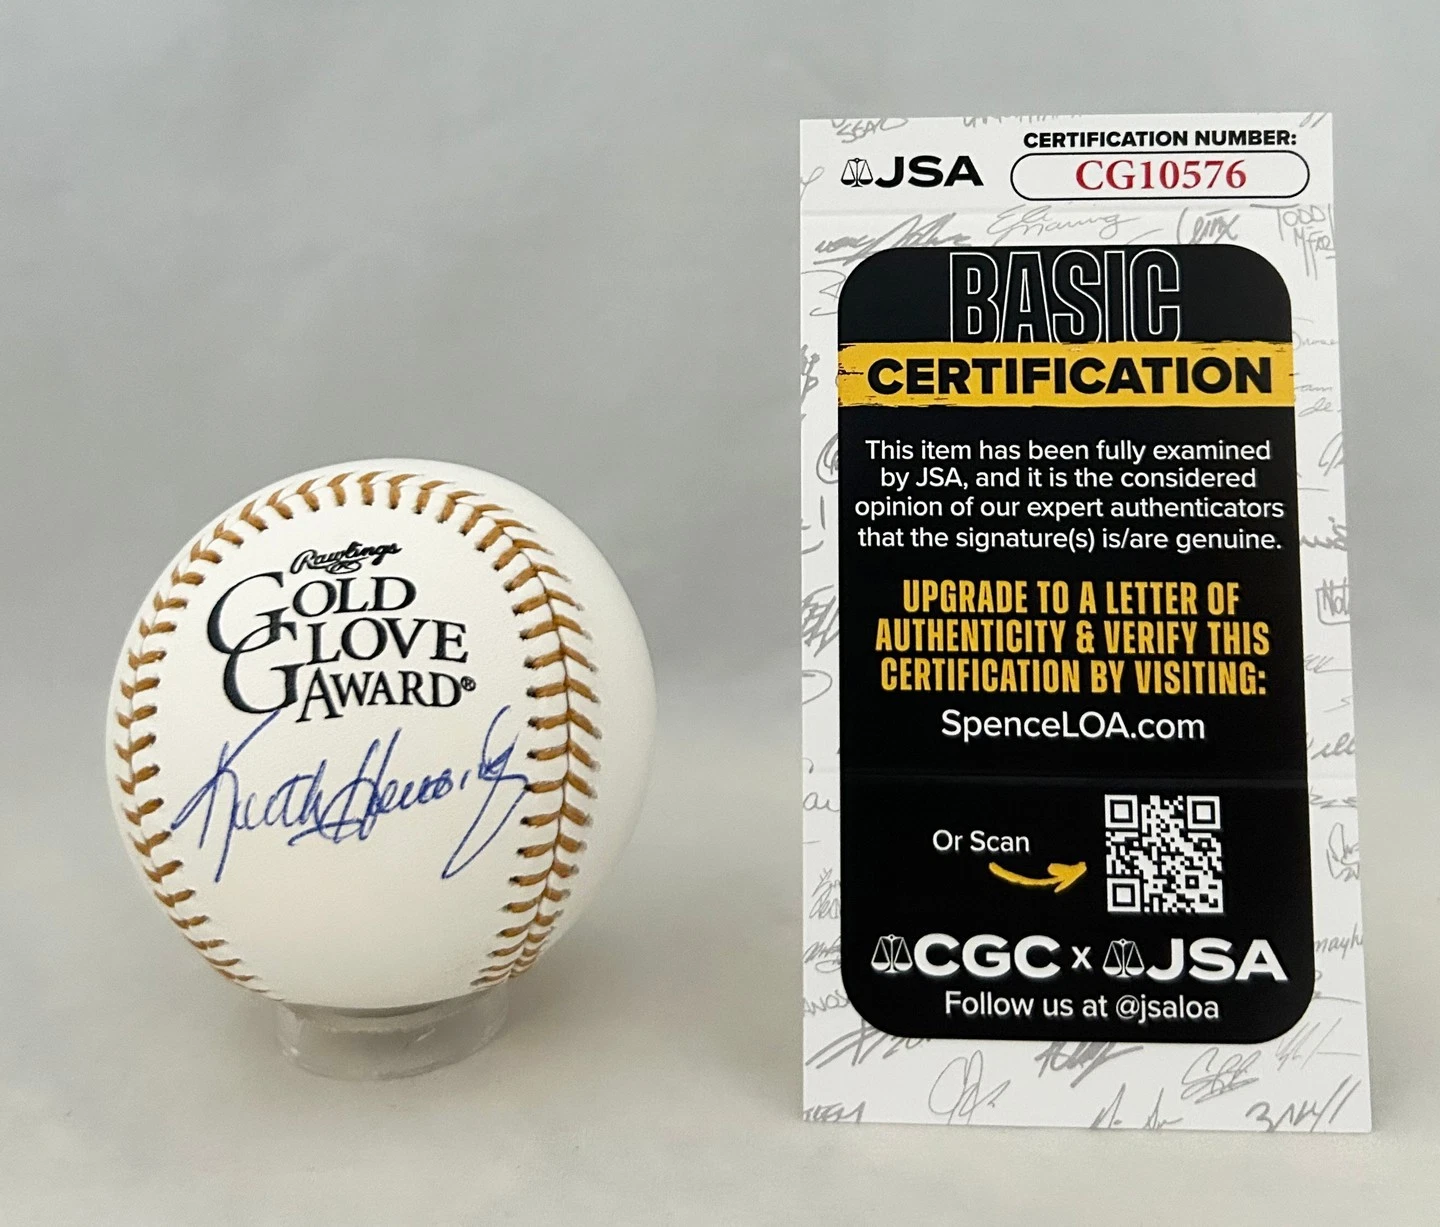 Rawlings
GOLD
GLOVE
AWARD®
Keith Hernandez
JSA
CERTIFICATION NUMBER:
CG10576
BASIC
CERTIFICATION
This item has been fully examined
by JSA, and it is the considered
opinion of our expert authenticators
that the signature(s) is/are genuine.
UPGRADE TO A LETTER OF
AUTHENTICITY & VERIFY THIS
CERTIFICATION BY VISITING:
SpenceLOA.com
Or Scan
CGC x JSA
Follow us at @jsaloa